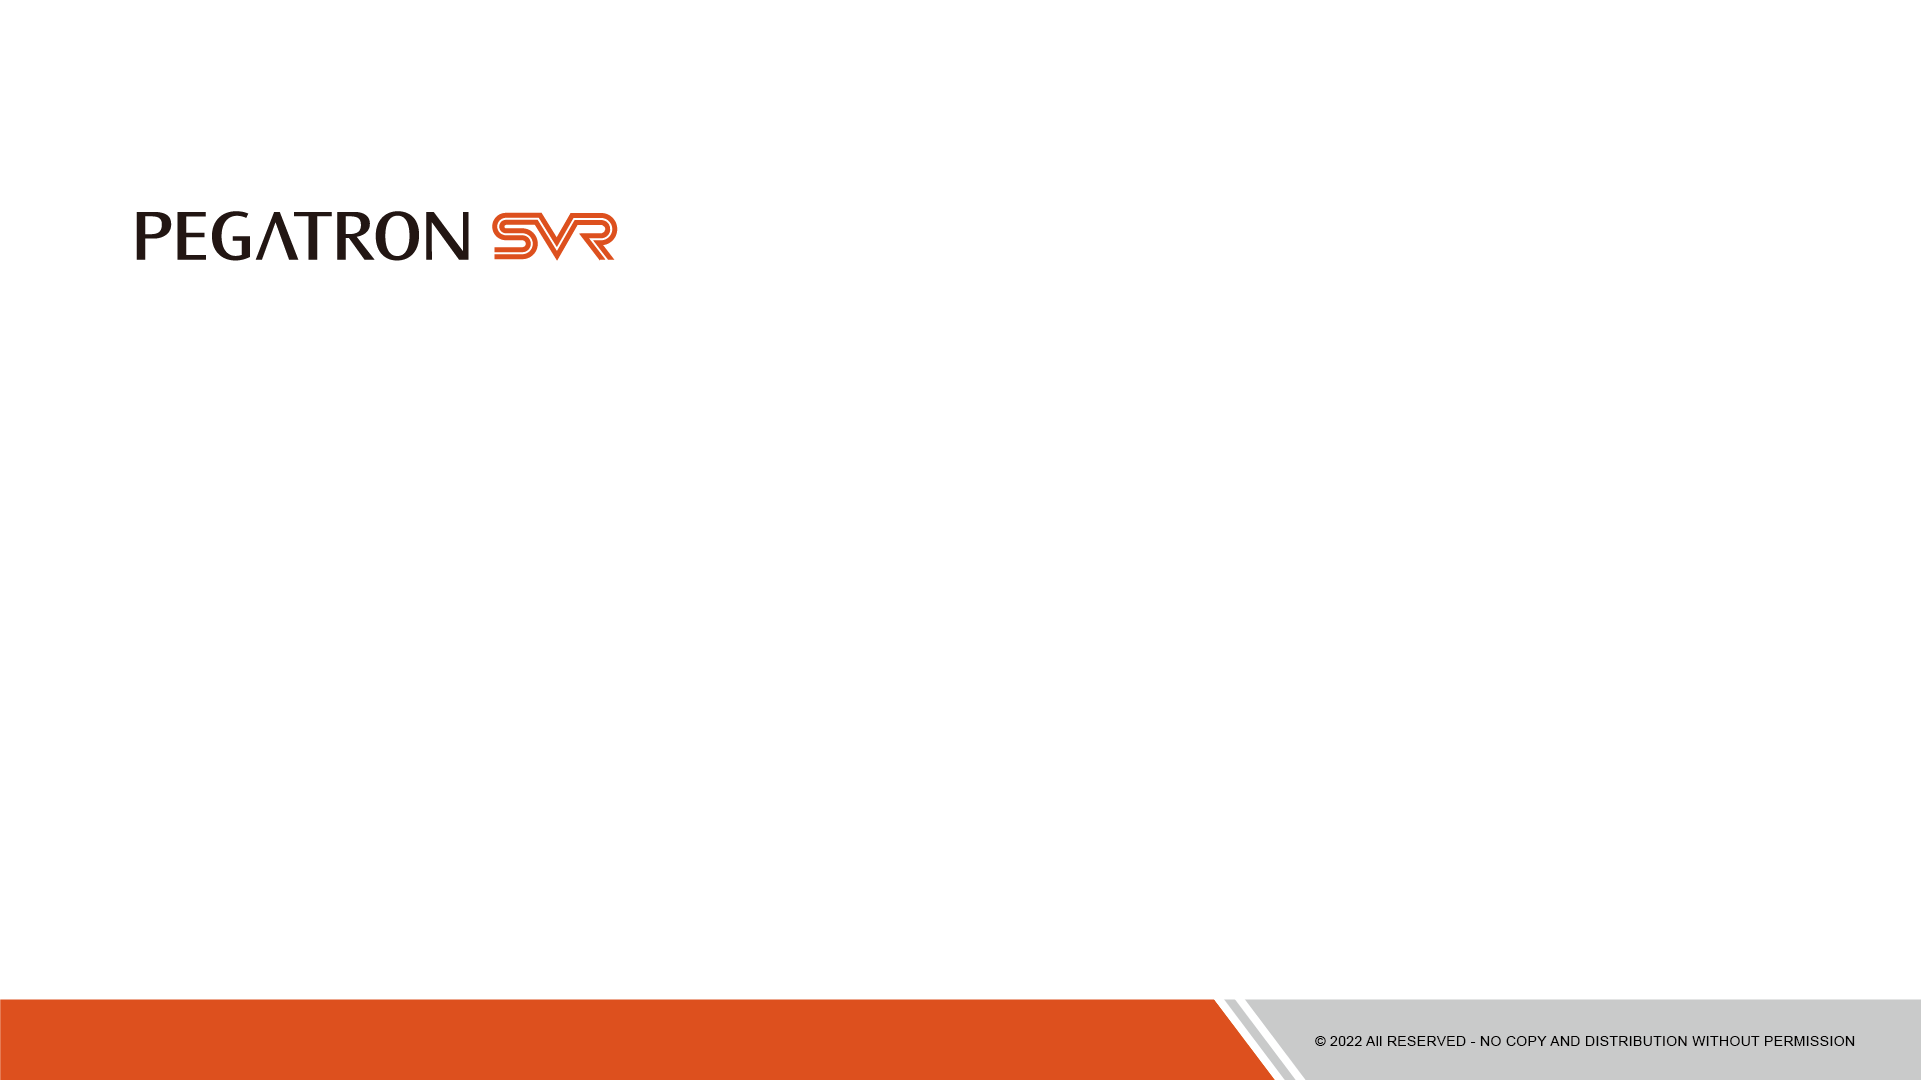 PEGATRON SVR
© 2022 All RESERVED - NO COPY AND DISTRIBUTION WITHOUT PERMISSION